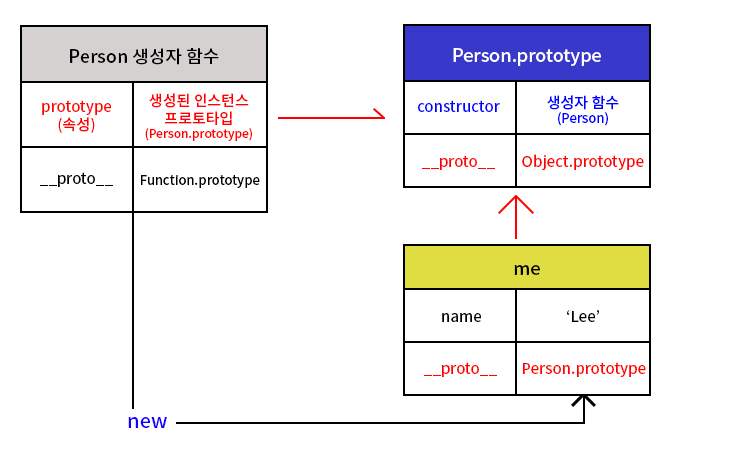 Person 생성자 함수
prototype
(속성)
생성된 인스턴스
프로토타입
(Person.prototype)
__proto__
Function.prototype
Person.prototype
constructor
생성자 함수
(Person)
__proto__
Object.prototype
me
name
‘Lee’
__proto__
Person.prototype
new